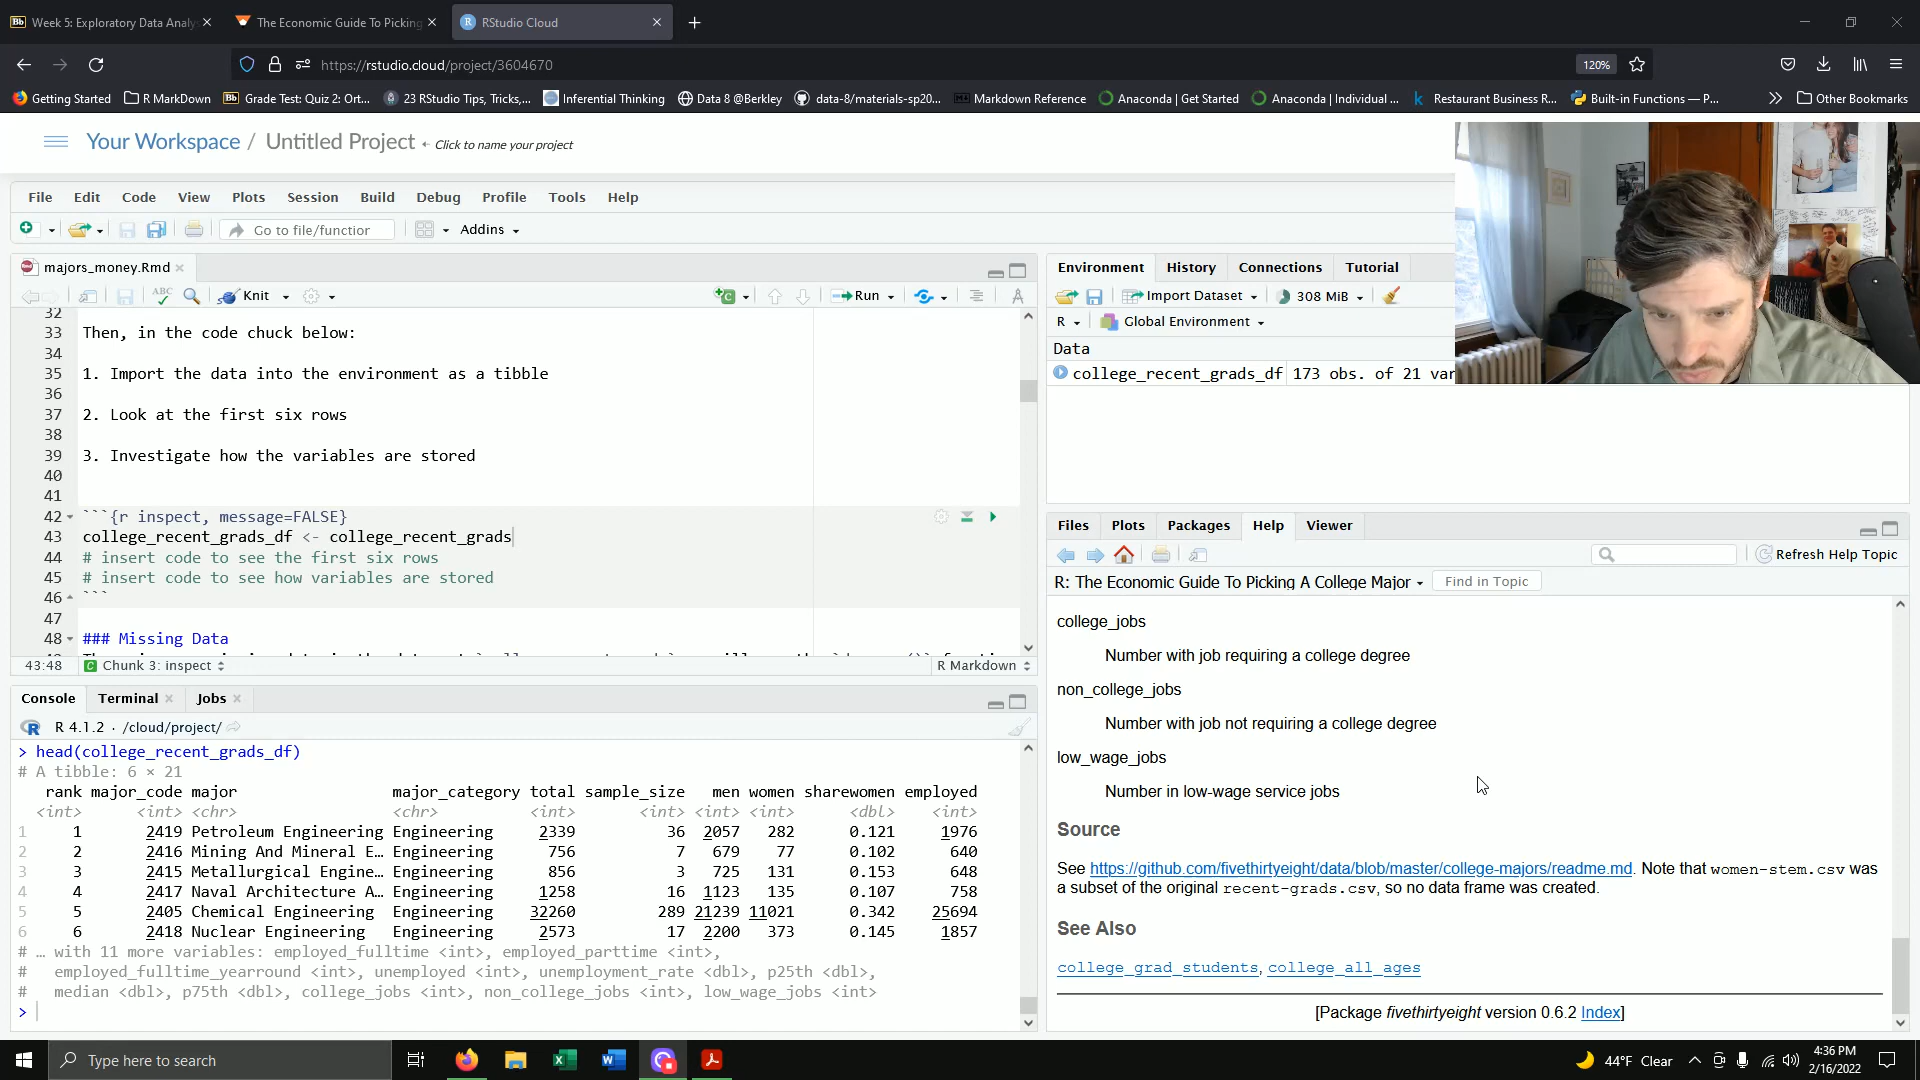 Week 5: Exploratory Data Analy
The Economic Guide To Picking
RStudio Cloud
https://rstudio.cloud/project/3604670
120%
Getting Started
R MarkDown
Grade Test: Quiz 2: Ort...
23 RStudio Tips, Tricks,...
Inferential Thinking
Data 8 @Berkley
data-8/materials-sp20...
Markdown Reference
Anaconda | Get Started
Anaconda | Individual ...
Restaurant Business R...
Built-in Functions — P...
Other Bookmarks
Your Workspace / Untitled Project
Click to name your project
File Edit Code View Plots Session Build Debug Profile Tools Help
Go to file/function
Addins
majors_money.Rmd
Knit
Run
32
33 Then, in the code chuck below:
34
35 1. Import the data into the environment as a tibble
36
37 2. Look at the first six rows
38
39 3. Investigate how the variables are stored
40
41
42 ```{r inspect, message=FALSE}
43 college_recent_grads_df <- college_recent_grads
44 # insert code to see the first six rows
45 # insert code to see how variables are stored
46 ```
47
48 ### Missing Data
43:48 Chunk 3: inspect R Markdown
Console Terminal Jobs
R 4.1.2 · /cloud/project/
> head(college_recent_grads_df)
# A tibble: 6 × 21
rank major_code major major_category total sample_size men women sharewomen employed
<int> <int> <chr> <chr> <int> <int> <int> <int> <dbl> <int>
1 1 2419 Petroleum Engineering Engineering 2339 36 2057 282 0.121 1976
2 2 2416 Mining And Mineral E… Engineering 756 7 679 77 0.102 640
3 3 2415 Metallurgical Engine… Engineering 856 3 725 131 0.153 648
4 4 2417 Naval Architecture A… Engineering 1258 16 1123 135 0.107 758
5 5 2405 Chemical Engineering Engineering 32260 289 21239 11021 0.342 25694
6 6 2418 Nuclear Engineering Engineering 2573 17 2200 373 0.145 1857
# … with 11 more variables: employed_fulltime <int>, employed_parttime <int>,
# employed_fulltime_yearround <int>, unemployed <int>, unemployment_rate <dbl>, p25th <dbl>,
# median <dbl>, p75th <dbl>, college_jobs <int>, non_college_jobs <int>, low_wage_jobs <int>
>
Environment History Connections Tutorial
Import Dataset
308 MiB
R Global Environment
Data
college_recent_grads_df 173 obs. of 21 var
Files Plots Packages Help Viewer
Refresh Help Topic
R: The Economic Guide To Picking A College Major
Find in Topic
college_jobs
Number with job requiring a college degree
non_college_jobs
Number with job not requiring a college degree
low_wage_jobs
Number in low-wage service jobs
Source
See https://github.com/fivethirtyeight/data/blob/master/college-majors/readme.md. Note that women-stem.csv was
a subset of the original recent-grads.csv, so no data frame was created.
See Also
college_grad_students, college_all_ages
[Package fivethirtyeight version 0.6.2 Index]
Type here to search
44°F Clear
4:36 PM
2/16/2022